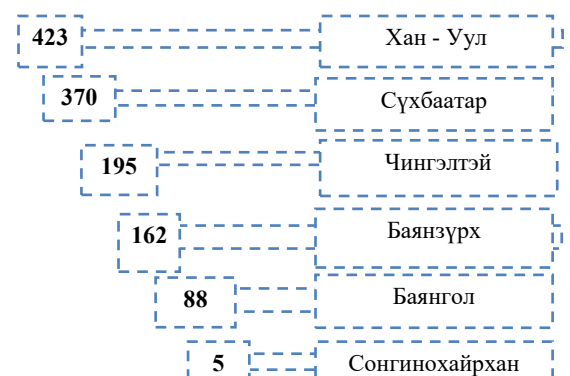 423 Хан - Уул
370 Сүхбаатар
195 Чингэлтэй
162 Баянзүрх
88 Баянгол
5 Сонгинохайрхан